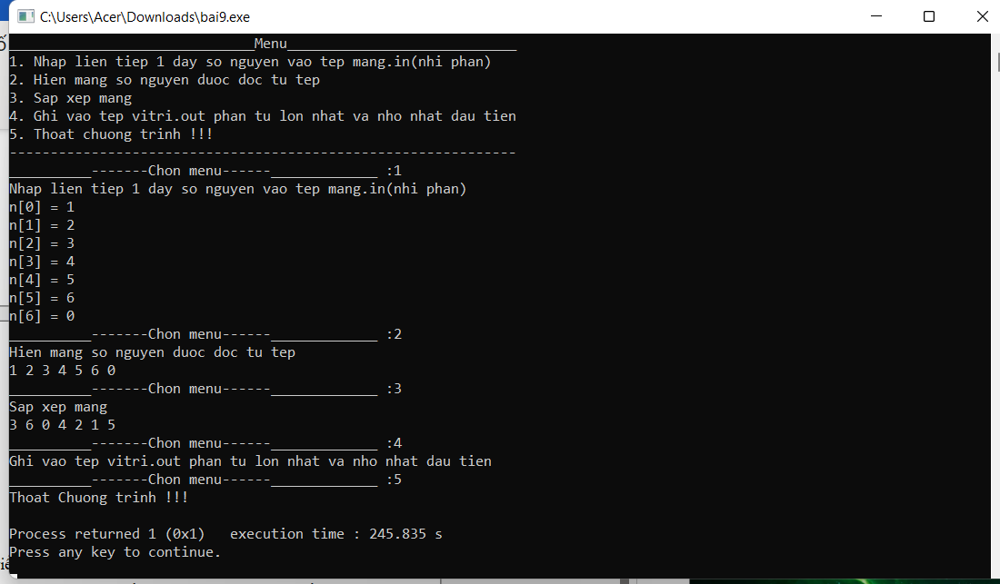 C:\Users\Acer\Downloads\bai9.exe
______________________________Menu____________________________
1. Nhap lien tiep 1 day so nguyen vao tep mang.in(nhi phan)
2. Hien mang so nguyen duoc doc tu tep
3. Sap xep mang
4. Ghi vao tep vitri.out phan tu lon nhat va nho nhat dau tien
5. Thoat chuong trinh !!!
--------------------------------------------------------------
__________-------Chon menu------_____________ :1
Nhap lien tiep 1 day so nguyen vao tep mang.in(nhi phan)
n[0] = 1
n[1] = 2
n[2] = 3
n[3] = 4
n[4] = 5
n[5] = 6
n[6] = 0
__________-------Chon menu------_____________ :2
Hien mang so nguyen duoc doc tu tep
1 2 3 4 5 6 0
__________-------Chon menu------_____________ :3
Sap xep mang
3 6 0 4 2 1 5
__________-------Chon menu------_____________ :4
Ghi vao tep vitri.out phan tu lon nhat va nho nhat dau tien
__________-------Chon menu------_____________ :5
Thoat Chuong trinh !!!
Process returned 1 (0x1)   execution time : 245.835 s
Press any key to continue.